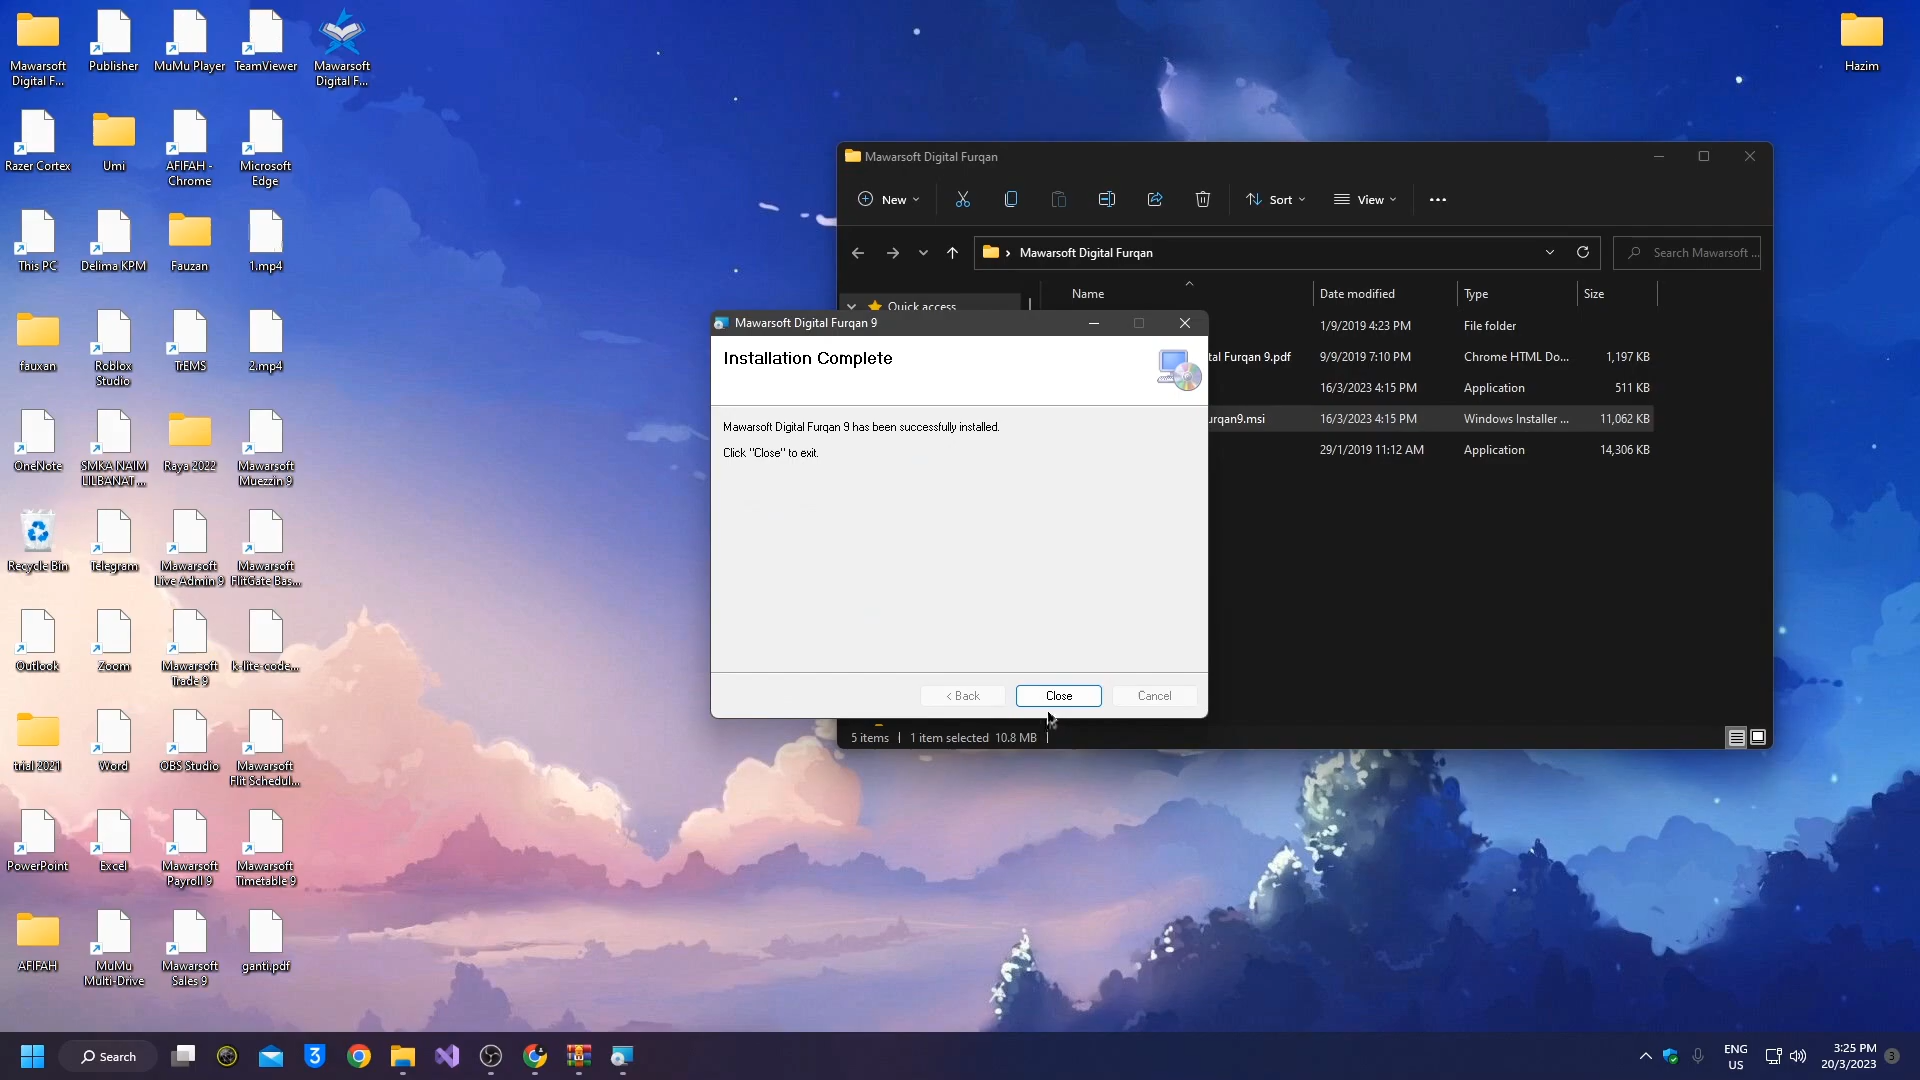 Mawarsoft
Digital F...
Publisher
MuMu Player
TeamViewer
Mawarsoft
Digital F...
Hazim
Razer Cortex
Umi
AFIFAH -
Chrome
Microsoft
Edge
This PC
Delima KPM
Fauzan
1.mp4
fauxan
Roblox
Studio
TrEMS
2.mp4
OneNote
SMKA NAIM
LILBANAT ...
Raya 2022
Mawarsoft
Muezzin 9
Recycle Bin
Telegram
Mawarsoft
Live Admin 9
Mawarsoft
FlitGate Bas...
Outlook
Zoom
Mawarsoft
Trade 9
k-lite-code...
trial 2021
Word
OBS Studio
Mawarsoft
Flit Schedul...
PowerPoint
Excel
Mawarsoft
Payroll 9
Mawarsoft
Timetable 9
AFIFAH
MuMu
Multi-Drive
Mawarsoft
Sales 9
ganti.pdf
Mawarsoft Digital Furqan
New
Sort
View
Mawarsoft Digital Furqan
Search Mawarsoft ...
Quick access
Name
Date modified
Type
Size
1/9/2019 4:23 PM
File folder
tal Furqan 9.pdf
9/9/2019 7:10 PM
Chrome HTML Do...
1,197 KB
16/3/2023 4:15 PM
Application
511 KB
urqan9.msi
16/3/2023 4:15 PM
Windows Installer ...
11,062 KB
29/1/2019 11:12 AM
Application
14,306 KB
5 items
1 item selected 10.8 MB
Mawarsoft Digital Furqan 9
Installation Complete
Mawarsoft Digital Furqan 9 has been successfully installed.
Click "Close" to exit.
< Back
Close
Cancel
Search
3
ENG
US
3:25 PM
20/3/2023
3